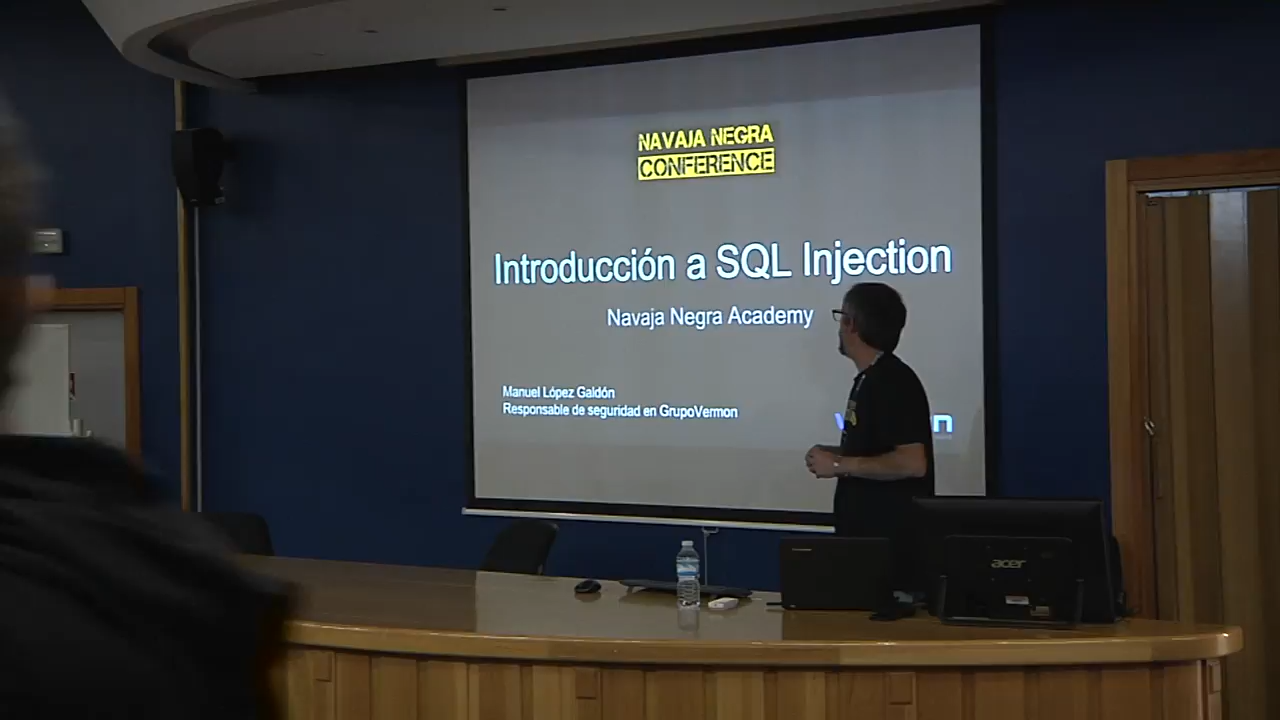 NAVAJA NEGRA
CONFERENCE
Introducción a SQL Injection
Navaja Negra Academy
Manuel López Galdón
Responsable de seguridad en GrupoVermon
acer